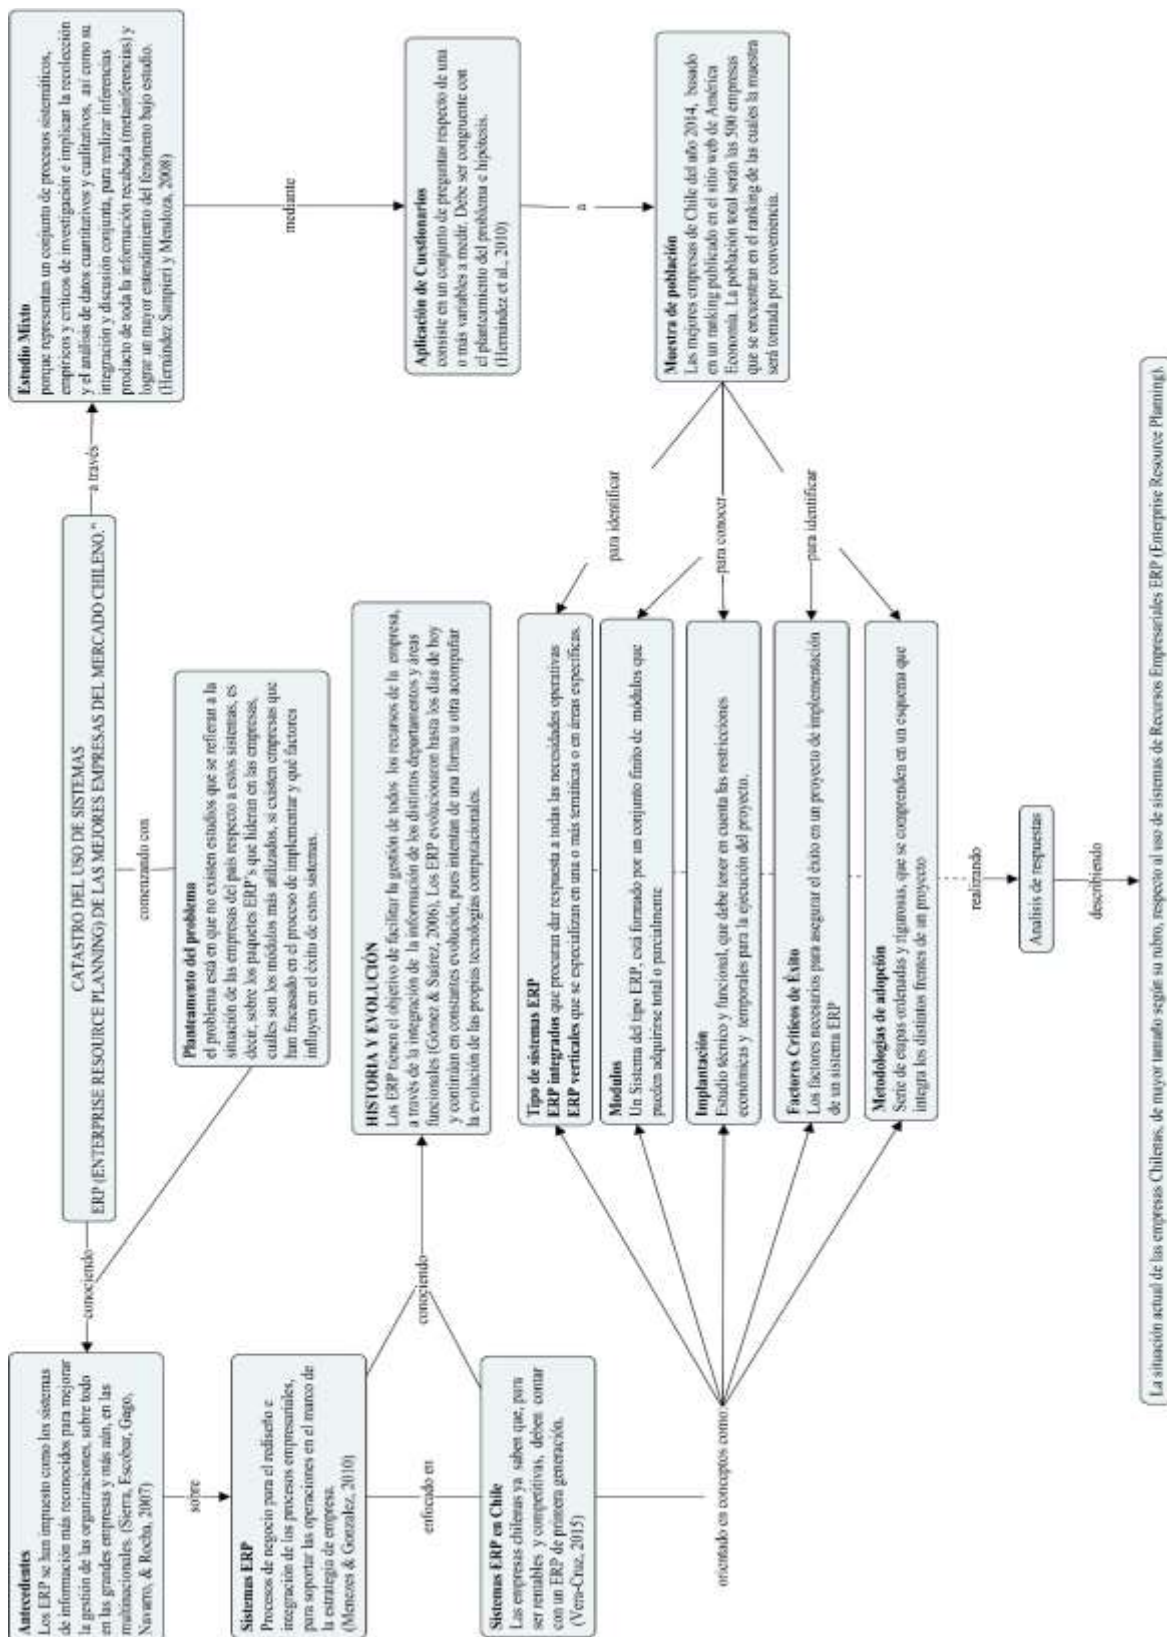 CATASTRO DEL USO DE SISTEMAS
ERP (ENTERPRISE RESOURCE PLANNING) DE LAS MEJORES EMPRESAS DEL MERCADO CHILENO."
conociendo
comenzando con
a través
Antecedentes
Los ERP se han impuesto como los sistemas
de información más reconocidos para mejorar
la gestión de las organizaciones, sobre todo
en las grandes empresas y más aún, en las
multinacionales. (Sierra, Escobar, Gago,
Navarro, & Rocha, 2007)
Planteamento del problema
el problema está en que no existen estudios que se refieran a la
situación de las empresas del país respecto a estos sistemas, es
decir, sobre los paquetes ERP's que lideran en las empresas,
cuáles son los módulos más utilizados, si existen empresas que
han fracasado en el proceso de implementar y qué factores
influyen en el éxito de estos sistemas.
Estudio Mixto
porque representan un conjunto de procesos sistemáticos,
empíricos y críticos de investigación e implican la recolección
y el análisis de datos cuantitativos y cualitativos, así como su
integración y discusión conjunta, para realizar inferencias
producto de toda la información recabada (metainferencias) y
lograr un mayor entendimiento del fenómeno bajo estudio.
(Hernández Sampieri y Mendoza, 2008)
sobre
mediante
Sistemas ERP
Procesos de negocio para el rediseño e
integración de los procesos empresariales,
para soportar las operaciones en el marco de
la estrategia de empresa.
(Menezes & Gonzalez, 2010)
HISTORIA Y EVOLUCIÓN
Los ERP tienen el objetivo de facilitar la gestión de todos los recursos de la empresa,
a través de la integración de la información de los distintos departamentos y áreas
funcionales (Gómez & Suárez, 2006). Los ERP evolucionaron hasta los días de hoy
y continúan en constantes evolución, pues intentan de una forma u otra acompañar
la evolución de las propias tecnologías computacionales.
Aplicación de Cuestionarios
consiste en un conjunto de preguntas respecto de una
o más variables a medir. Debe ser congruente con
el planteamiento del problema e hipótesis.
(Hernández et al., 2010)
enfocado en
conociendo
a
Sistemas ERP en Chile
Las empresas chilenas ya saben que, para
ser rentables y competitivas, deben contar
con un ERP de primera generación.
(Vera-Cruz, 2015)
Muestra de población
Las mejores empresas de Chile del año 2014, basado
en un ranking publicado en el sitio web de América
Economía. La población total serán las 500 empresas
que se encuentran en el ranking de las cuales la muestra
será tomada por conveniencia.
orientado en conceptos como
para identificar
para conocer
para identificar
Tipo de sistemas ERP
ERP integrados que procuran dar respuesta a todas las necesidades operativas
ERP verticales que se especializan en una o más temáticas o en áreas específicas.
Modulos
Un Sistema del tipo ERP, está formado por un conjunto finito de módulos que
pueden adquirirse total o parcialmente
Implantación
Estudio técnico y funcional, que debe tener en cuenta las restricciones
económicas y temporales para la ejecución del proyecto.
Factores Críticos de Èxito
Los factores necesarios para asegurar el éxito en un proyecto de implementación
de un sistema ERP
Metodologías de adopción
Serie de etapas ordenadas y rigurosas, que se comprenden en un esquema que
integra los distintos frentes de un proyecto
realizando
Analisis de respuestas
describiendo
La situación actual de las empresas Chilenas, de mayor tamaño según su rubro, respecto al uso de sistemas de Recursos Empresariales ERP (Enterprise Resource Planning).